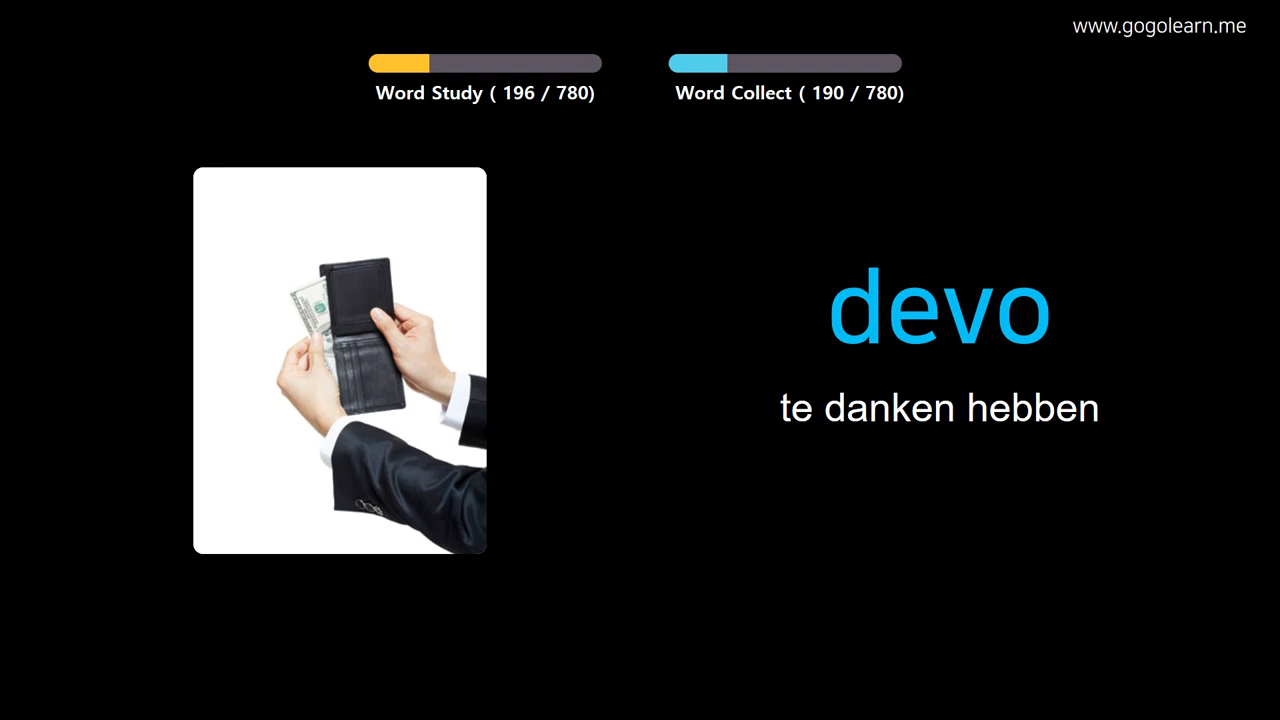 www.gogolearn.me
Word Study ( 196 / 780)
Word Collect ( 190 / 780)
devo
te danken hebben